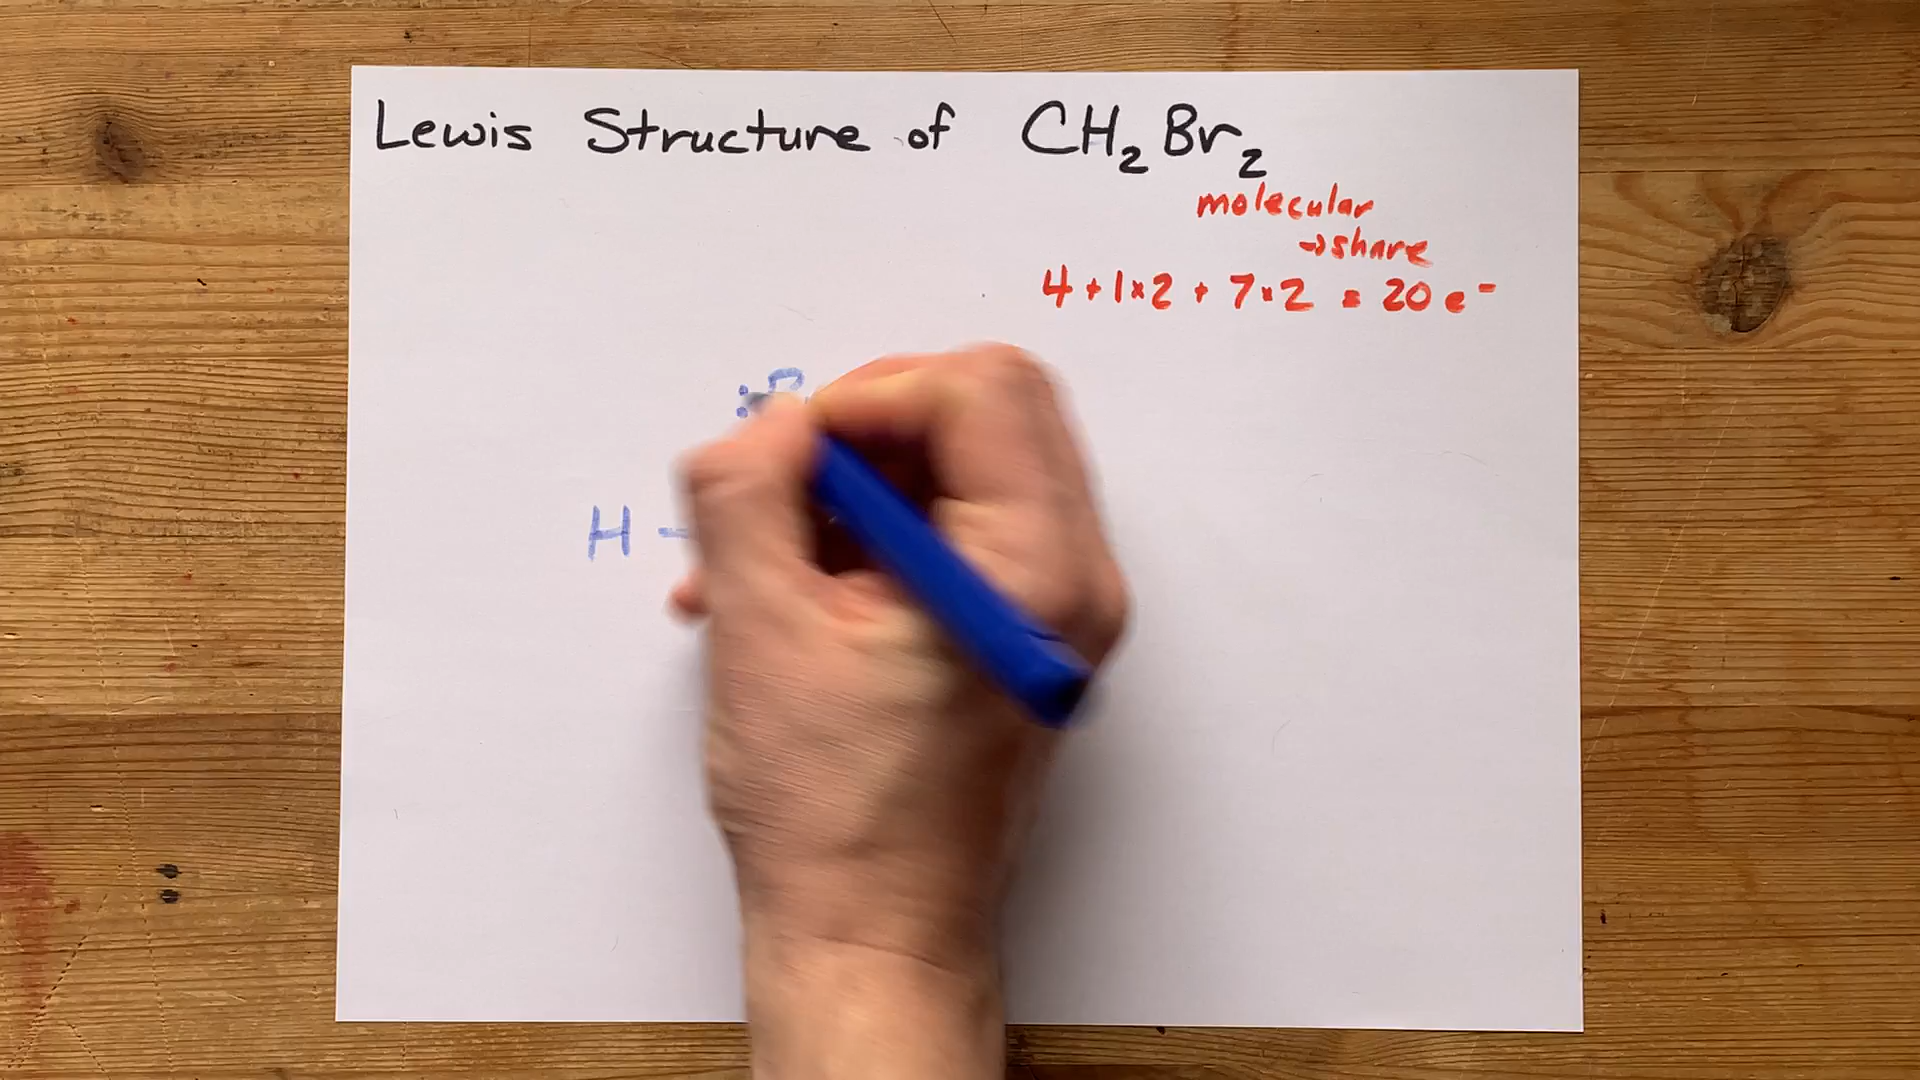 Lewis Structure of CH₂Br₂
molecular
→share
4+1×2 + 7×2 = 20 e⁻
H –